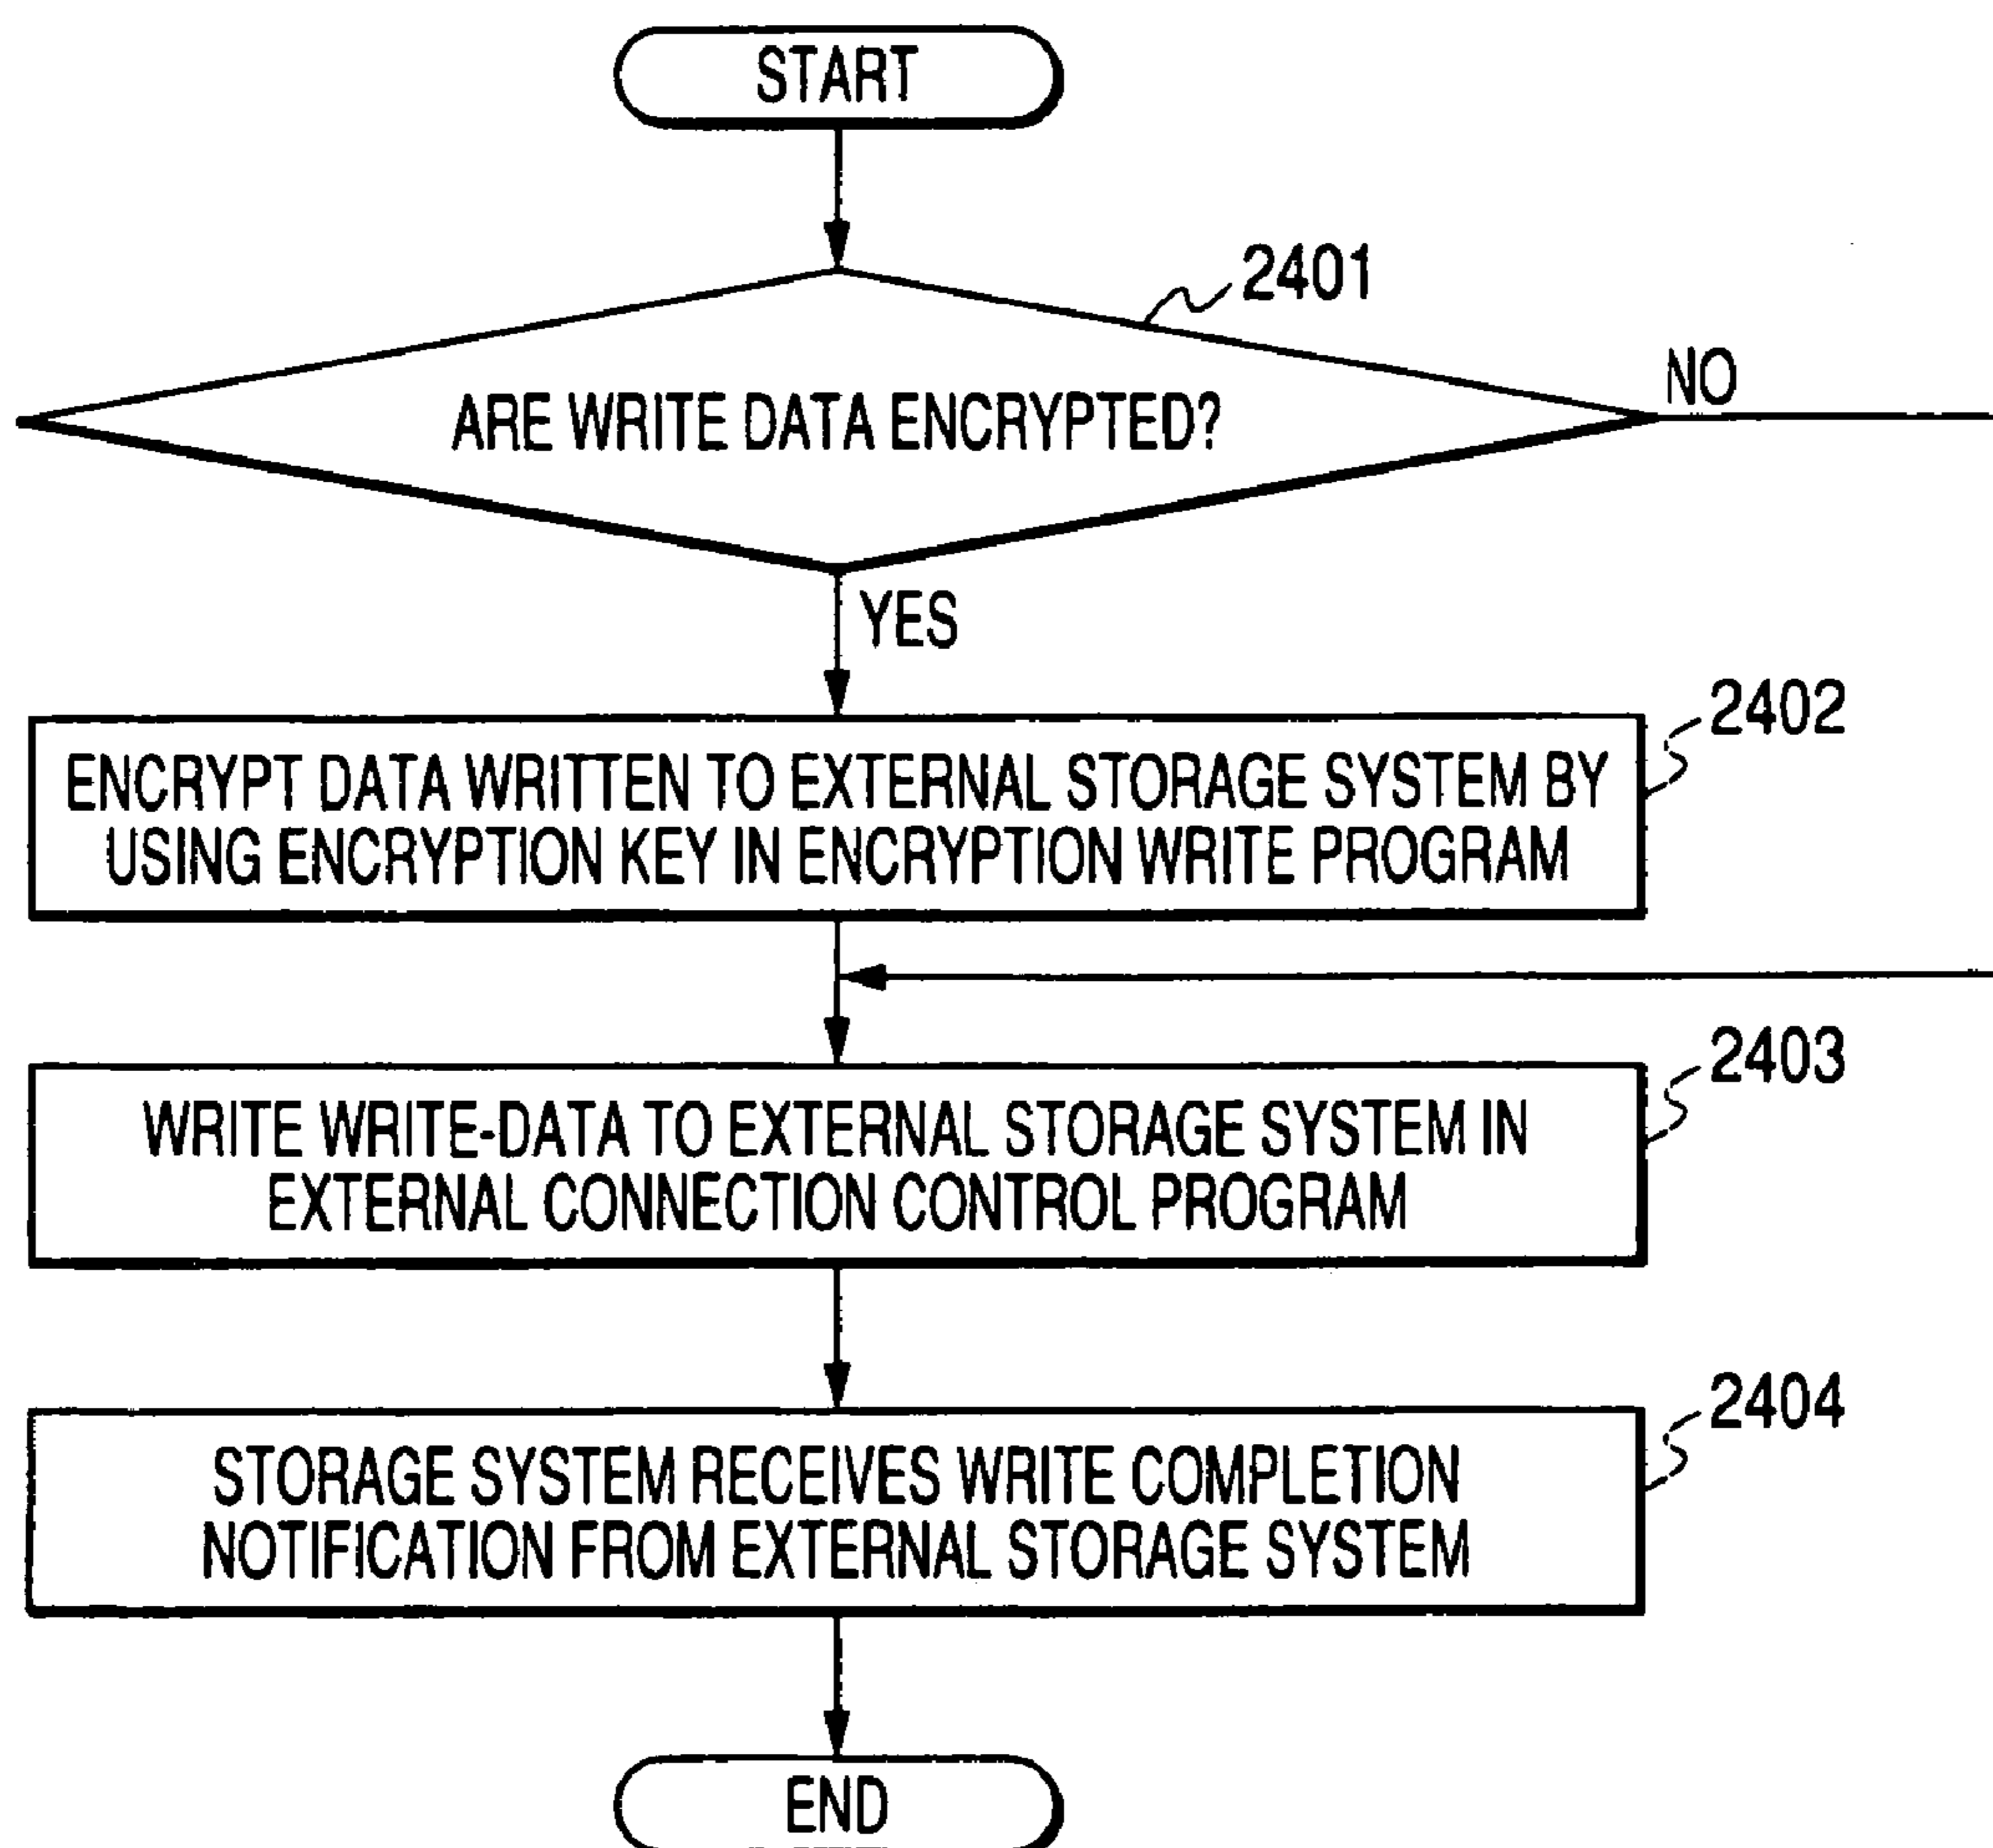 START
2401
NO
ARE WRITE DATA ENCRYPTED?
YES
2402
ENCRYPT DATA WRITTEN TO EXTERNAL STORAGE SYSTEM BY
USING ENCRYPTION KEY IN ENCRYPTION WRITE PROGRAM
2403
WRITE WRITE-DATA TO EXTERNAL STORAGE SYSTEM IN
EXTERNAL CONNECTION CONTROL PROGRAM
2404
STORAGE SYSTEM RECEIVES WRITE COMPLETION
NOTIFICATION FROM EXTERNAL STORAGE SYSTEM
END